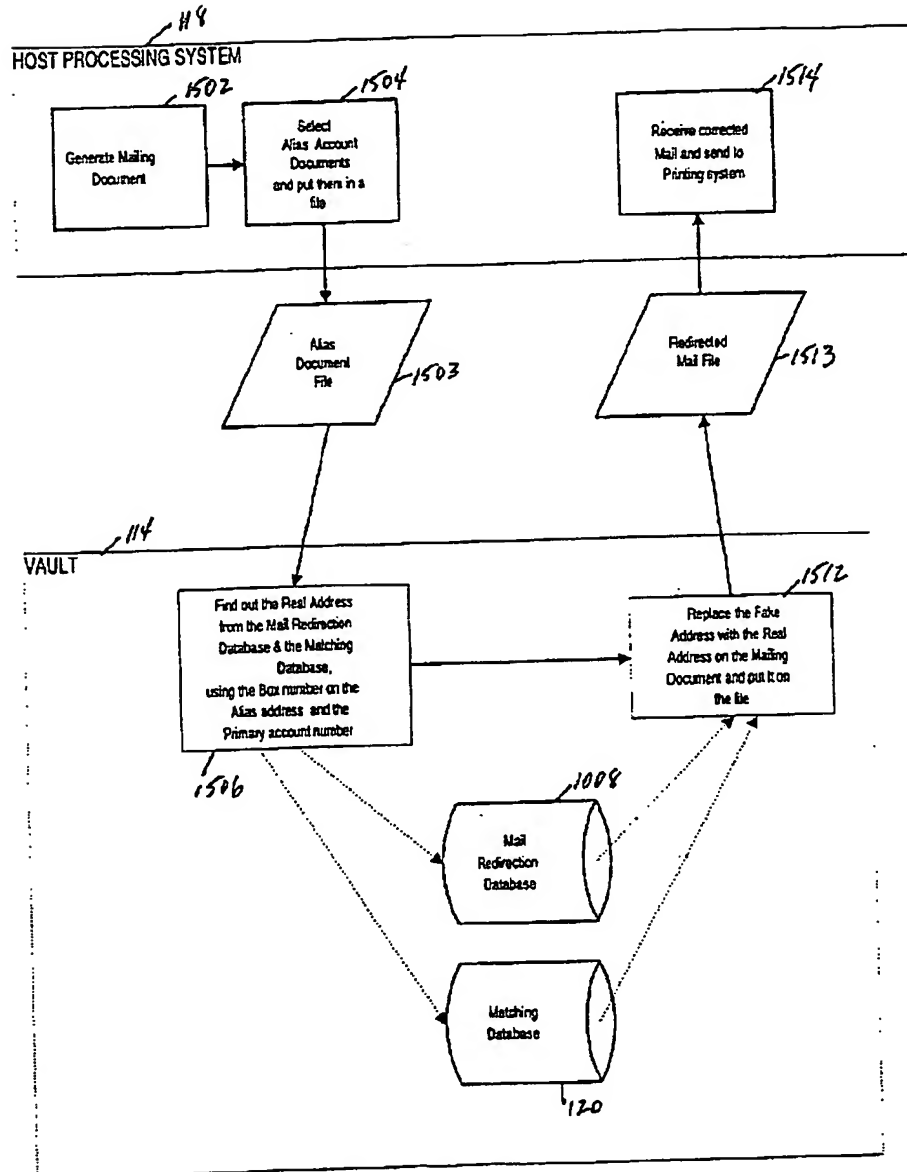 118
HOST PROCESSING SYSTEM
1502
Generate Mailing
Document
1504
Select
Alias Account
Documents
and put them in a
file
1514
Receive corrected
Mail and send to
Printing system
Alias
Document
File
1503
Redirected
Mail File
1513
114
VAULT
Find out the Real Address
from the Mail Redirection
Database & the Matching
Database,
using the Box number on the
Alias address and the
Primary account number
1506
1512
Replace the Fake
Address with the Real
Address on the Mailing
Document and put it on
the file
1008
Mail
Redirection
Database
Matching
Database
120